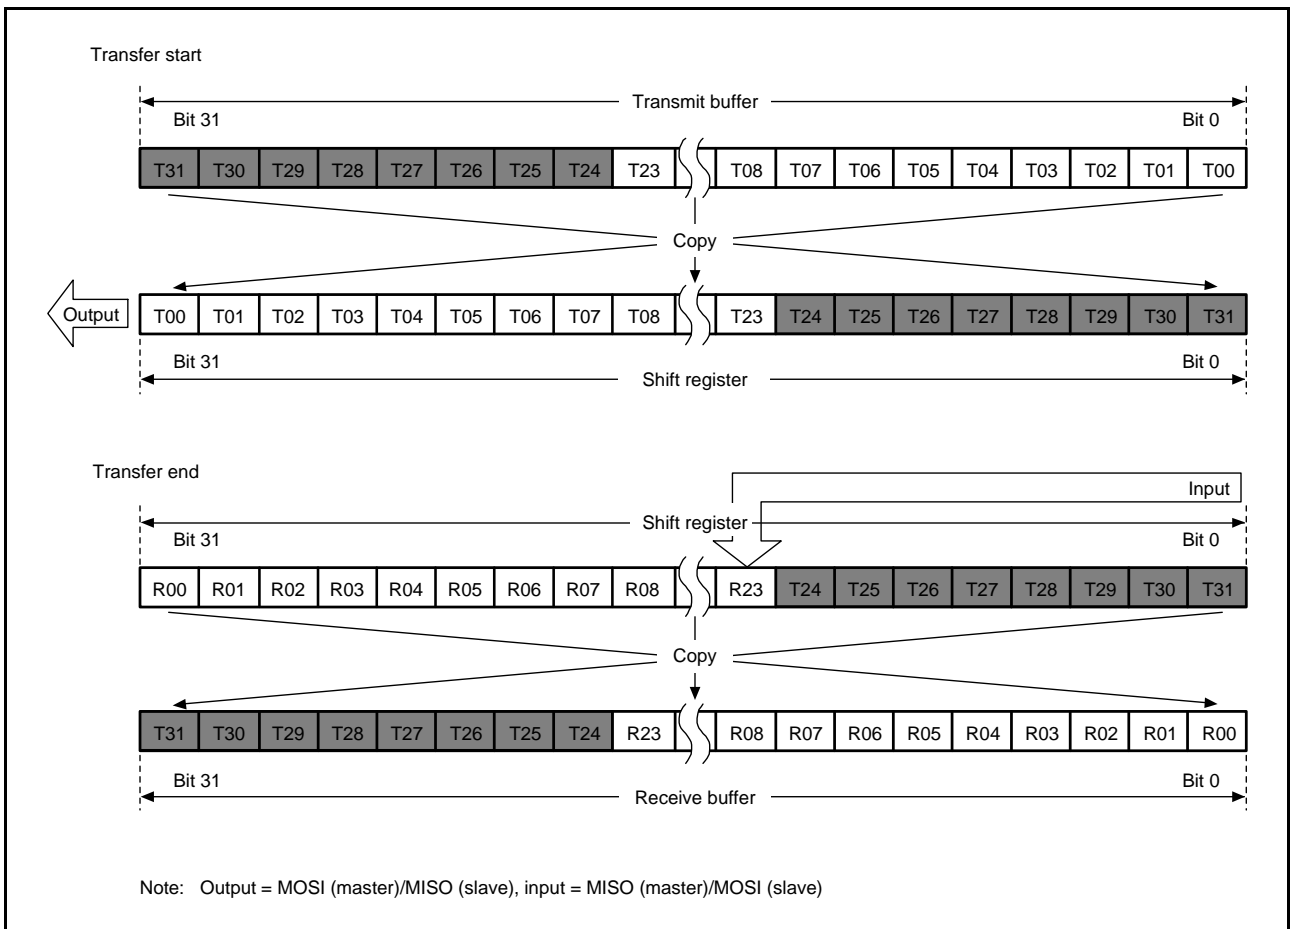 Transfer start
Transmit buffer
Bit 31 Bit 0
T31 T30 T29 T28 T27 T26 T25 T24 T23 T08 T07 T06 T05 T04 T03 T02 T01 T00
Copy
Output T00 T01 T02 T03 T04 T05 T06 T07 T08 T23 T24 T25 T26 T27 T28 T29 T30 T31
Bit 31 Bit 0
Shift register
Transfer end
Input
Shift register
Bit 31 Bit 0
R00 R01 R02 R03 R04 R05 R06 R07 R08 R23 T24 T25 T26 T27 T28 T29 T30 T31
Copy
T31 T30 T29 T28 T27 T26 T25 T24 R23 R08 R07 R06 R05 R04 R03 R02 R01 R00
Bit 31 Bit 0
Receive buffer
Note: Output = MOSI (master)/MISO (slave), input = MISO (master)/MOSI (slave)